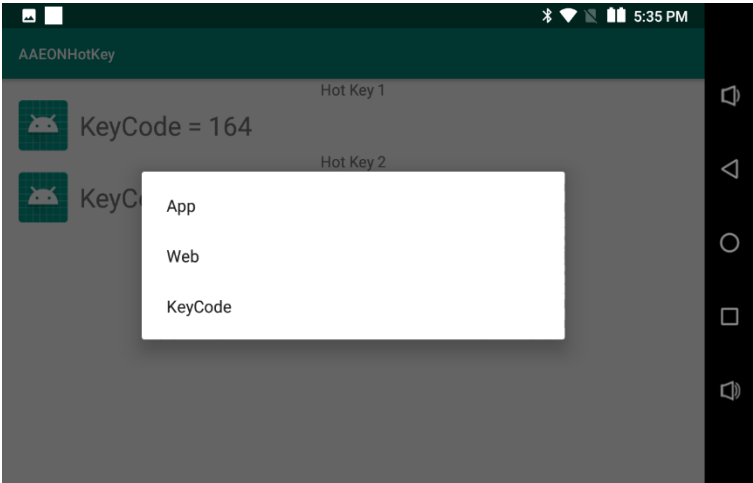 5:35 PM
AAEONHotKey
Hot Key 1
KeyCode = 164
Hot Key 2
App
Web
KeyCode